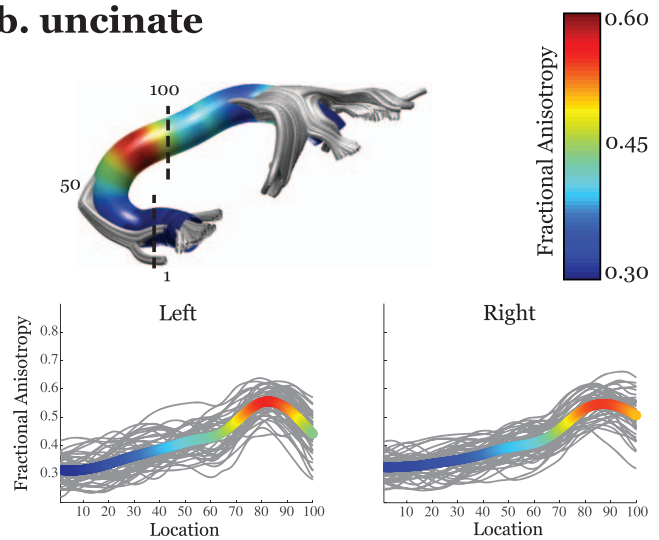 b. uncinate
0.60
Fractional Anisotropy
0.45
0.30
100
50
1
Left
Right
Fractional Anisotropy
0.8
0.7
0.6
0.5
0.4
0.3
10 20 30 40 50 60 70 80 90 100
10 20 30 40 50 60 70 80 90 100
Location
Location